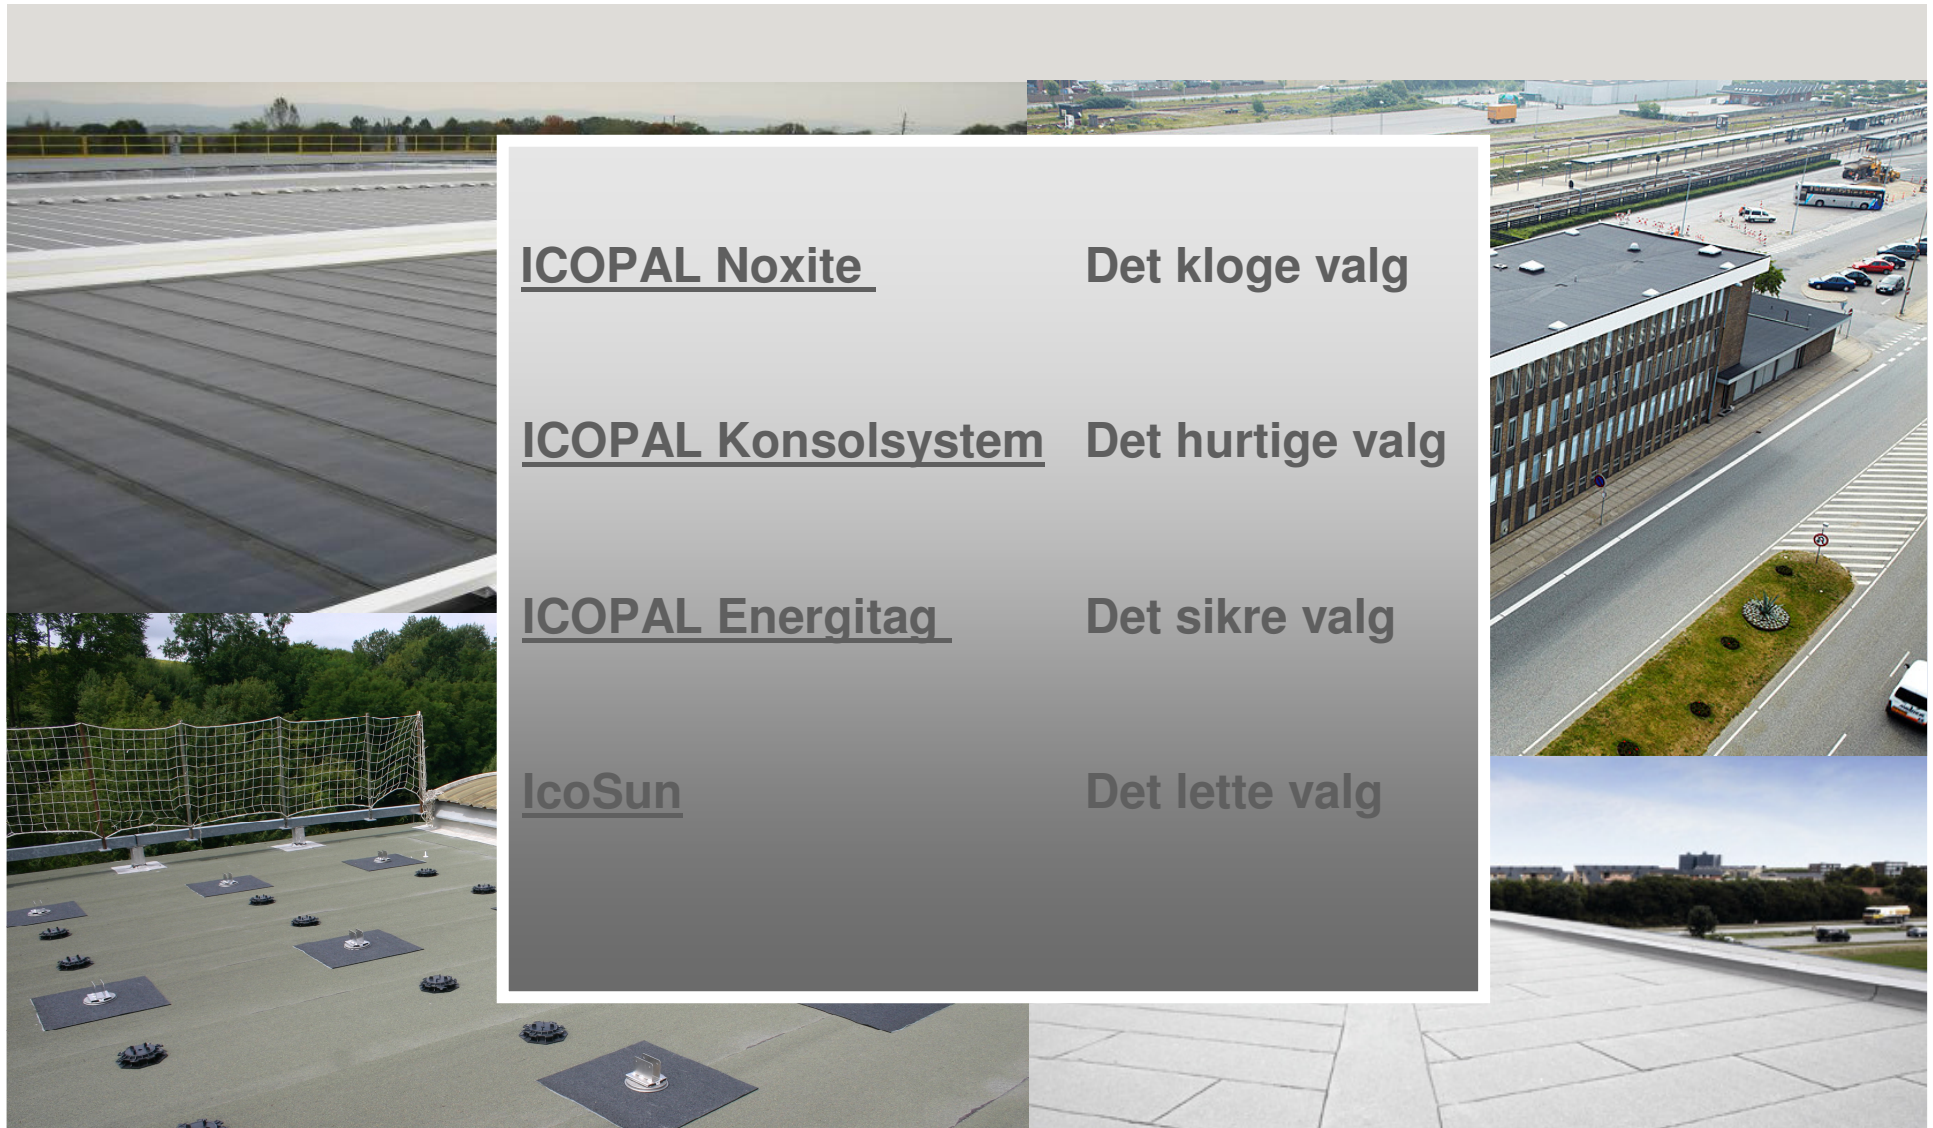 ICOPAL Noxite Det kloge valg
ICOPAL Konsolsystem Det hurtige valg
ICOPAL Energitag Det sikre valg
IcoSun Det lette valg